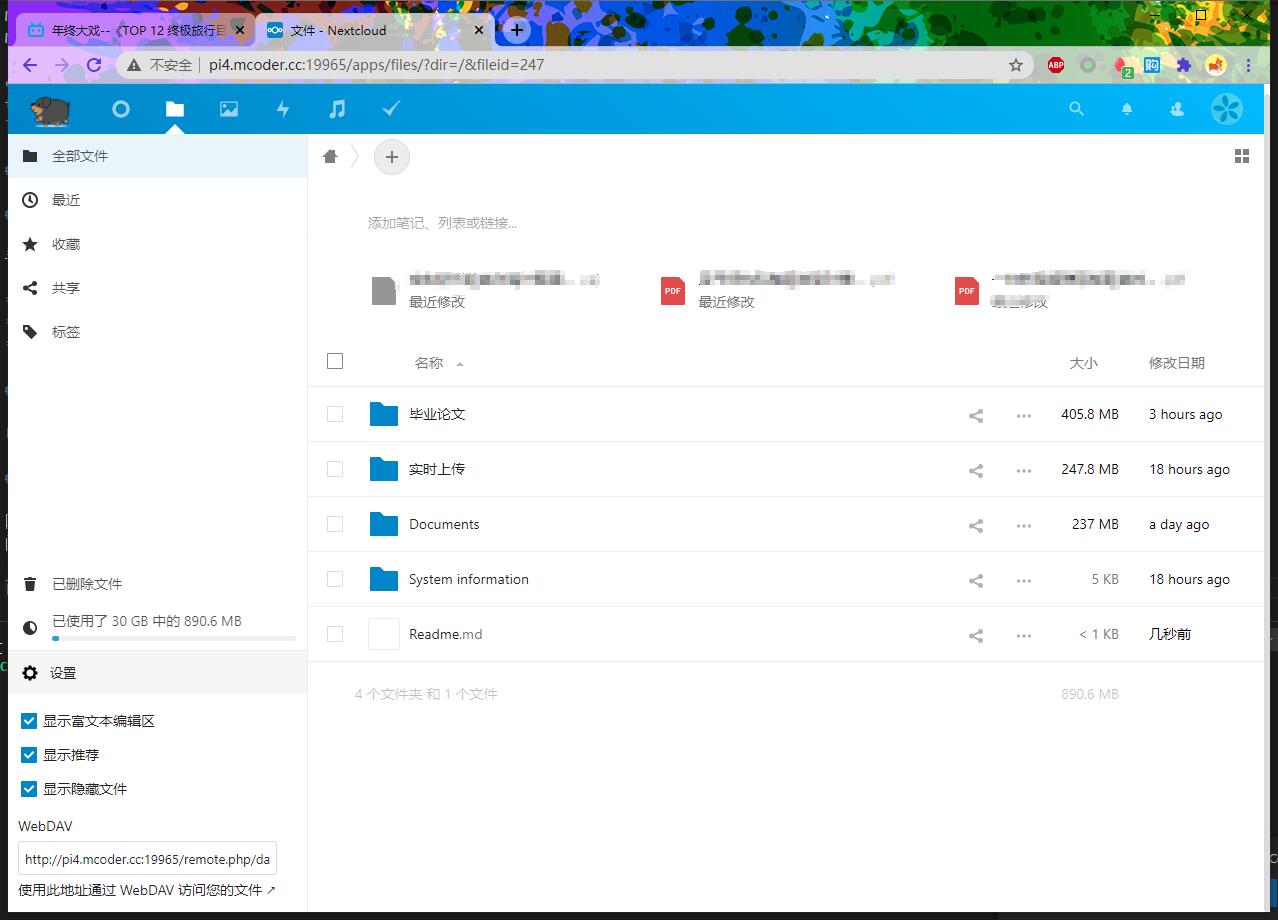 年终大戏--《TOP 12 终极旅行目
文件 - Nextcloud
不安全 | pi4.mcoder.cc:19965/apps/files/?dir=/&fileid=247
ABP
2
全部文件
最近
收藏
共享
标签
已删除文件
已使用了 30 GB 中的 890.6 MB
设置
显示富文本编辑区
显示推荐
显示隐藏文件
WebDAV
http://pi4.mcoder.cc:19965/remote.php/da
使用此地址通过 WebDAV 访问您的文件 ↗
添加笔记、列表或链接...
最近修改
PDF
最近修改
PDF
最近修改
名称 大小 修改日期
毕业论文 405.8 MB 3 hours ago
实时上传 247.8 MB 18 hours ago
Documents 237 MB a day ago
System information 5 KB 18 hours ago
Readme.md < 1 KB 几秒前
4 个文件夹 和 1 个文件 890.6 MB